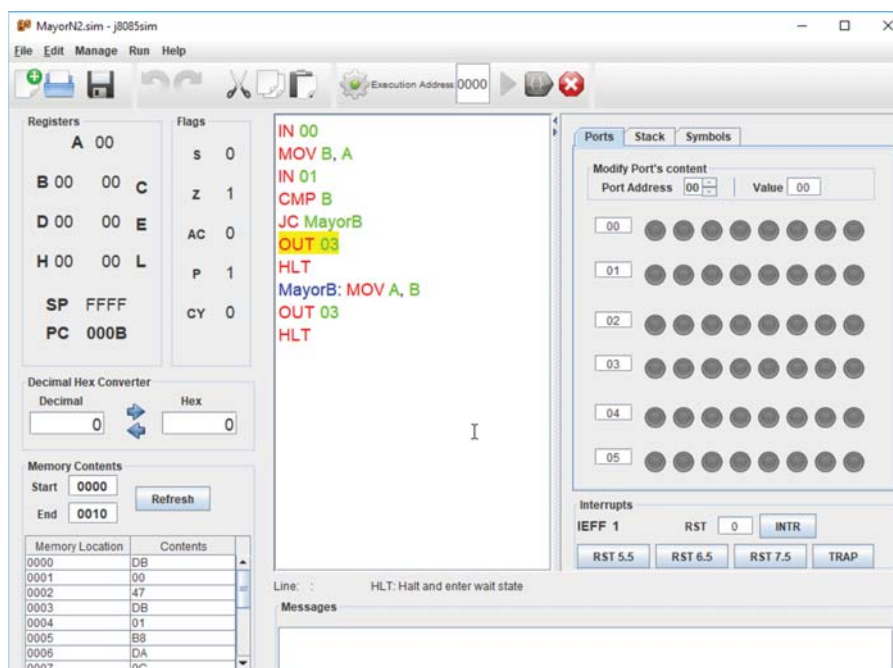 MayorN2.sim - j8085sim
File Edit Manage Run Help
Execution Address 0000
Registers
A 00
B 00 00 C
D 00 00 E
H 00 00 L
SP FFFF
PC 000B
Flags
S 0
Z 1
AC 0
P 1
CY 0
IN 00
MOV B, A
IN 01
CMP B
JC MayorB
OUT 03
HLT
MayorB: MOV A, B
OUT 03
HLT
Ports Stack Symbols
Modify Port's content
Port Address 00 Value 00
00
01
02
03
04
05
Decimal Hex Converter
Decimal Hex
0 0
Memory Contents
Start 0000
Refresh
End 0010
Memory Location Contents
0000 DB
0001 00
0002 47
0003 DB
0004 01
0005 B8
0006 DA
0007 0C
Interrupts
IEFF 1 RST 0 INTR
RST 5.5 RST 6.5 RST 7.5 TRAP
Line: : HLT: Halt and enter wait state
Messages